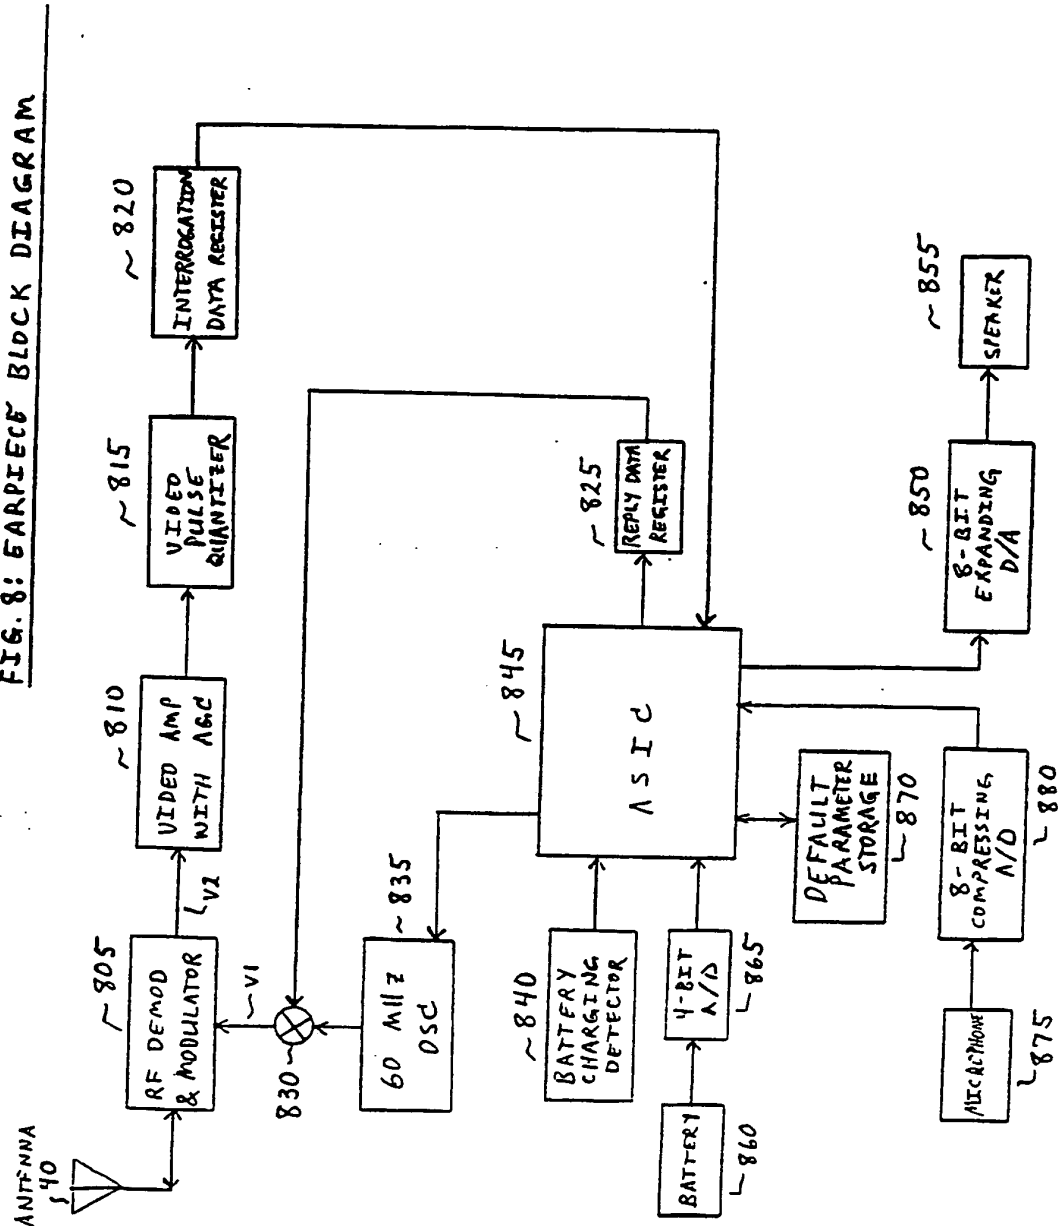 FIG. 8: EARPIECE BLOCK DIAGRAM
ANTENNA
40
RF DEMOD
& MODULATOR
805
V2
V1
VIDEO AMP
WITH AGC
810
VIDEO
PULSE
QUANTIZER
815
INTERROGATION
DATA REGISTER
820
830
60 MHz
OSC
835
REPLY DATA
REGISTER
825
BATTERY
CHARGING
DETECTOR
840
ASIC
845
BATTERY
860
4-BIT
A/D
865
DEFAULT
PARAMETER
STORAGE
870
8-BIT
EXPANDING
D/A
850
SPEAKER
855
MICROPHONE
875
8-BIT
COMPRESSING
A/D
880